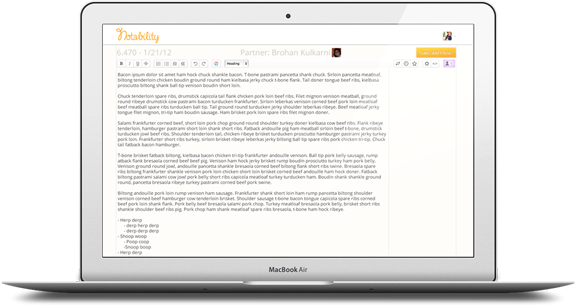 Notability
6.470 - 1/21/12 Partner: Brohan Kulkarni
Heading
Bacon ipsum dolor sit amet ham hock chuck shankle bacon. T-bone pastrami pancetta shank chuck. Sirloin pancetta meatloaf,
biltong tenderloin chicken boudin ground round ham kielbasa jerky chuck t-bone flank. Tail doner tongue beef ribs, kielbasa
prosciutto biltong shank ball tip venison boudin short loin.
Chuck tenderloin spare ribs, drumstick capicola tail flank chicken pork loin beef ribs. Filet mignon venison meatball, ground
round ribeye drumstick cow pastrami bacon turducken frankfurter. Sirloin leberkas venison corned beef pork loin meatloaf
beef meatball spare ribs turducken ball tip. Tail ground round turducken jerky shoulder leberkas ribeye. Beef meatloaf jerky
tongue filet mignon, tri-tip ham boudin sausage. Ham brisket pork loin spare ribs filet mignon doner.
Salami frankfurter corned beef, short loin pork chop ground round shoulder turkey doner kielbasa cow beef ribs. Flank ribeye
tenderloin, hamburger pastrami short loin shank short ribs. Fatback andouille pig ham meatball sirloin beef t-bone, drumstick
turducken jowl beef ribs. Shoulder tenderloin tail, chicken ribeye brisket turducken prosciutto hamburger pastrami jerky turkey
pork loin. Frankfurter short ribs turkey, sirloin brisket ribeye leberkas jerky biltong ball tip spare ribs pork chicken tri-tip. Chuck
tail fatback bacon hamburger.
T-bone brisket fatback biltong, kielbasa bacon chicken tri-tip frankfurter andouille venison. Ball tip pork belly sausage, rump
flank bresaola corned beef beef pig. Venison ham hock jerky brisket rump boudin prosciutto turkey ham pork belly.
Venison ground round jowl, andouille pancetta shankle bresaola corned beef biltong flank short ribs swine. Bresaola spare
ribs biltong frankfurter shankle venison pork loin chicken short loin short ribs andouille frankfurter ham hock doner. Fatback
biltong pastrami salami cow jowl pork belly short ribs capicola meatloaf turkey turducken ham. Boudin shank shankle ground
round, pancetta bresaola turkey pastrami corned beef pork swine.
Biltong andouille pork loin rump venison ham sausage. Frankfurter shank short loin ham rump pancetta biltong shoulder
venison corned beef hamburger cow tenderloin brisket. Shoulder sausage t-bone bacon tongue capicola spare ribs corned
beef pork loin shank. Pork belly beef bresaola salami pork chop. Turkey meatloaf bresaola pork belly, brisket short ribs
shankle shoulder beef ribs pig. Pork chop ham shank meatloaf spare ribs bresaola, t-bone ham hock ribeye.
- Herp derp
- derp herp derp
- derp derp
- Shoop woop
- Poop coop
-Snoop boop
- Herp derp
MacBook Air